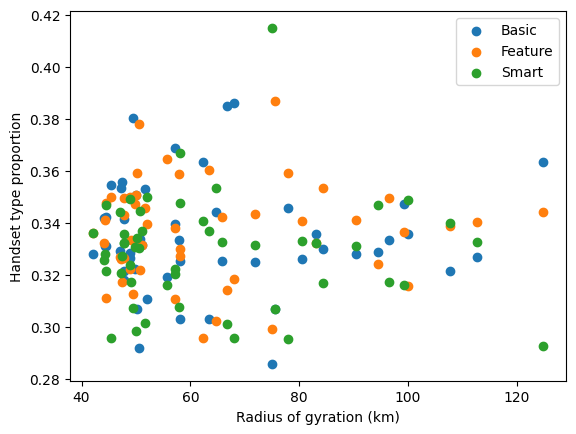 0.42
0.40
0.38
0.36
0.34
0.32
0.30
0.28
Handset type proportion
Basic
Feature
Smart
40 60 80 100 120
Radius of gyration (km)